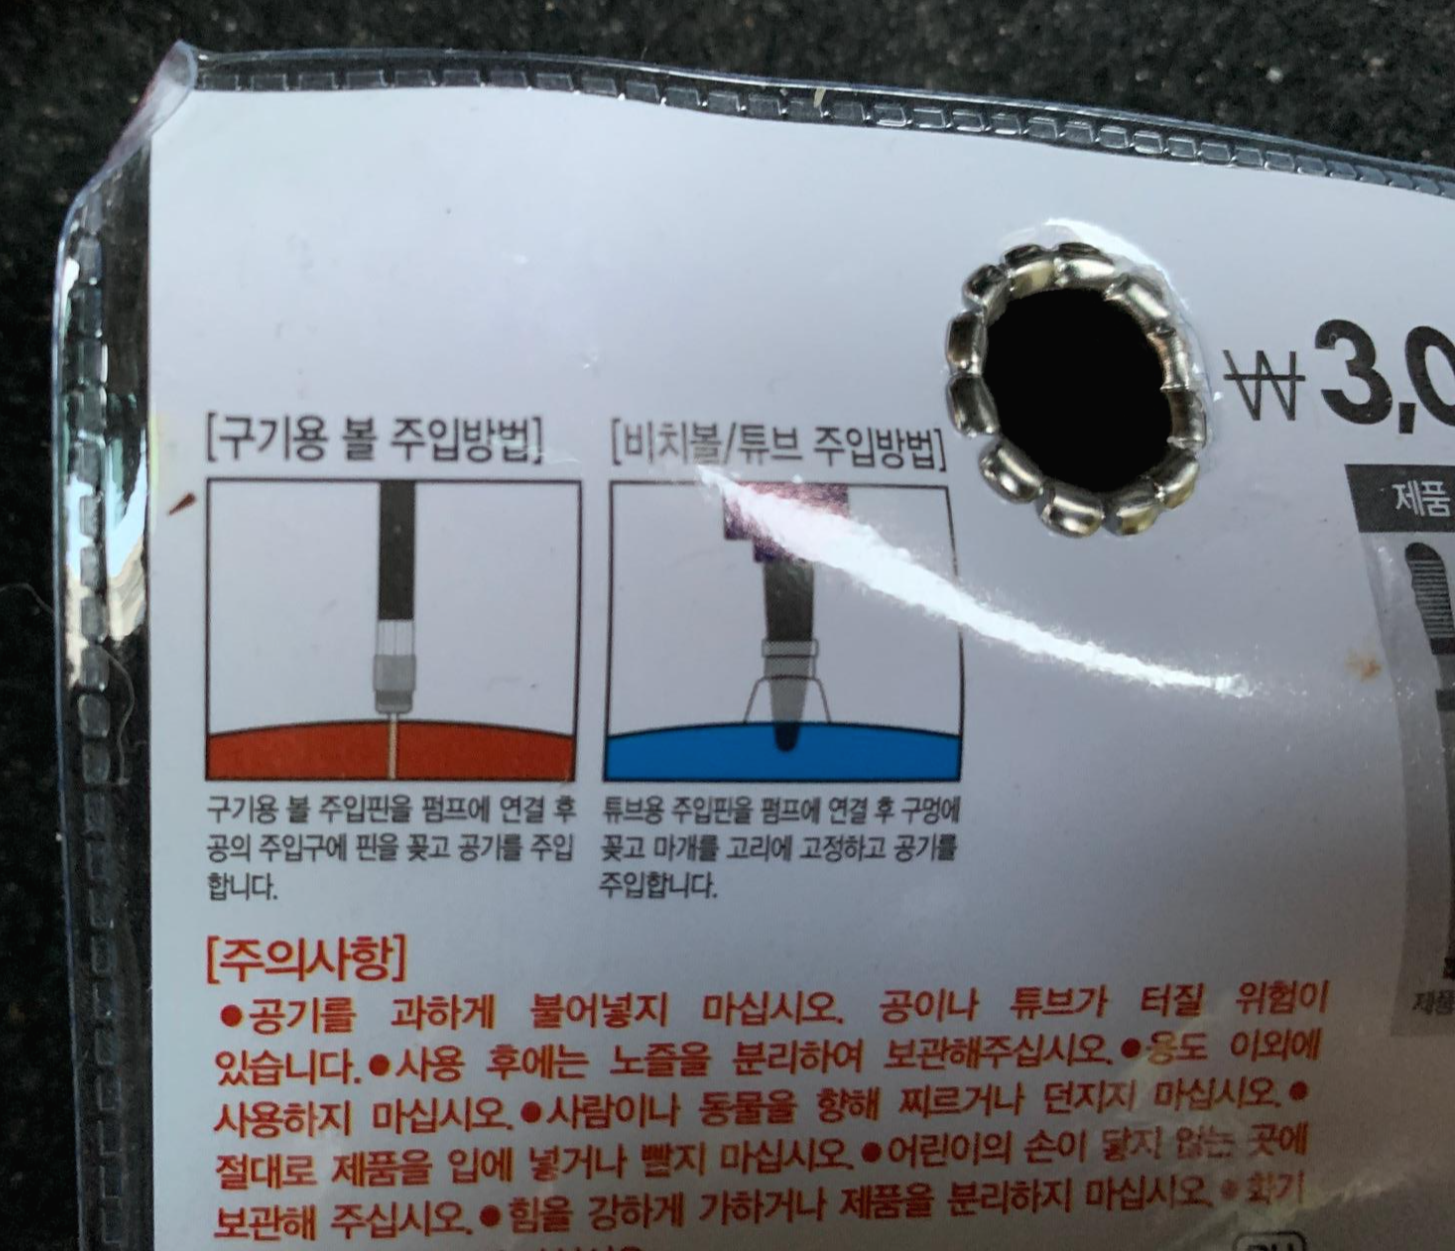 ₩3,0
[구기용 볼 주입방법]
[비치볼/튜브 주입방법]
제품
구기용 볼 주입핀을 펌프에 연결 후
공의 주입구에 핀을 꽂고 공기를 주입
합니다.
튜브용 주입핀을 펌프에 연결 후 구멍에
꽂고 마개를 고리에 고정하고 공기를
주입합니다.
[주의사항]
●공기를 과하게 불어넣지 마십시오. 공이나 튜브가 터질 위험이
있습니다.●사용 후에는 노즐을 분리하여 보관해주십시오.●용도 이외에
사용하지 마십시오.●사람이나 동물을 향해 찌르거나 던지지 마십시오.●
절대로 제품을 입에 넣거나 빨지 마십시오.●어린이의 손이 닿지 않는 곳에
보관해 주십시오.●힘을 강하게 가하거나 제품을 분리하지 마십시오.●화기